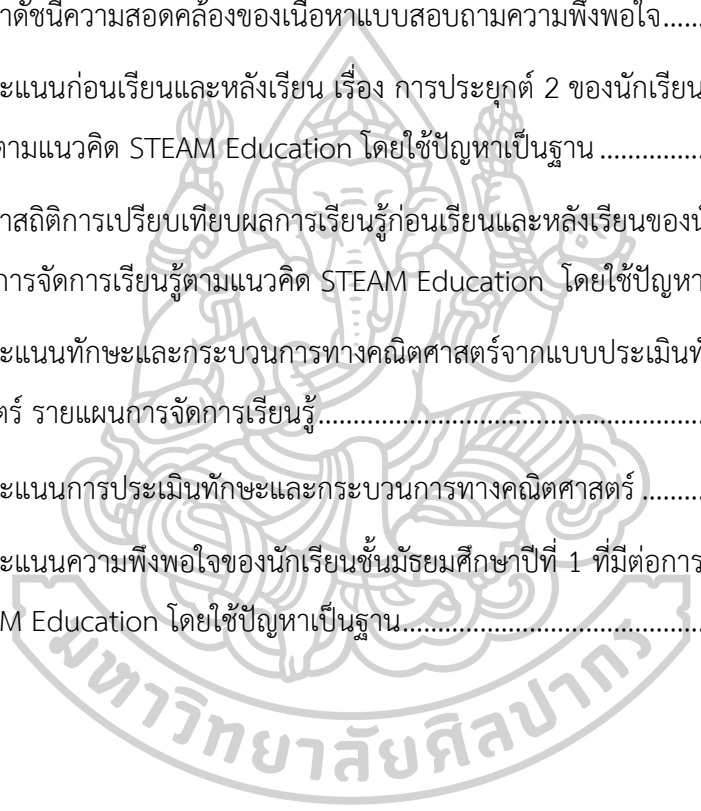 าดัชนีความสอดคล้องของเนื้อหาแบบสอบถามความพึงพอใจ......
ะแนนก่อนเรียนและหลังเรียน เรื่อง การประยุกต์ 2 ของนักเรียน
ตามแนวคิด STEAM Education โดยใช้ปัญหาเป็นฐาน ...............
าสถิติการเปรียบเทียบผลการเรียนรู้ก่อนเรียนและหลังเรียนของนั
การจัดการเรียนรู้ตามแนวคิด STEAM Education โดยใช้ปัญหา
ะแนนทักษะและกระบวนการทางคณิตศาสตร์จากแบบประเมินทั
ตร์ รายแผนการจัดการเรียนรู้.......................................................
ะแนนการประเมินทักษะและกระบวนการทางคณิตศาสตร์ .........
ะแนนความพึงพอใจของนักเรียนชั้นมัธยมศึกษาปีที่ 1 ที่มีต่อการ
M Education โดยใช้ปัญหาเป็นฐาน...........................................
มหาวิทยาลัยศิลปากร